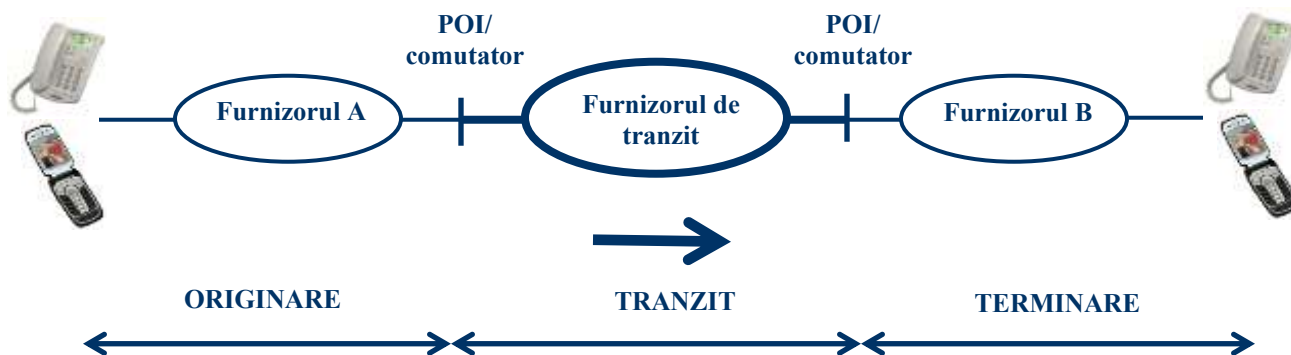 POI/
comutator
POI/
comutator
Furnizorul A
Furnizorul de
tranzit
Furnizorul B
ORIGINARE
TRANZIT
TERMINARE